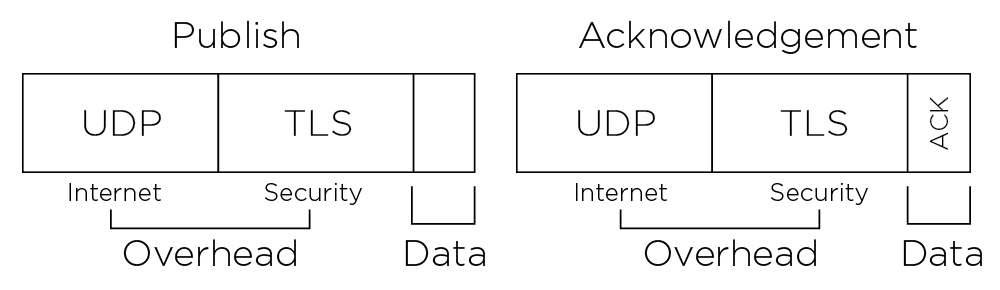 Publish
UDP
TLS
Internet
Security
Overhead
Data
Acknowledgement
UDP
TLS
ACK
Internet
Security
Overhead
Data